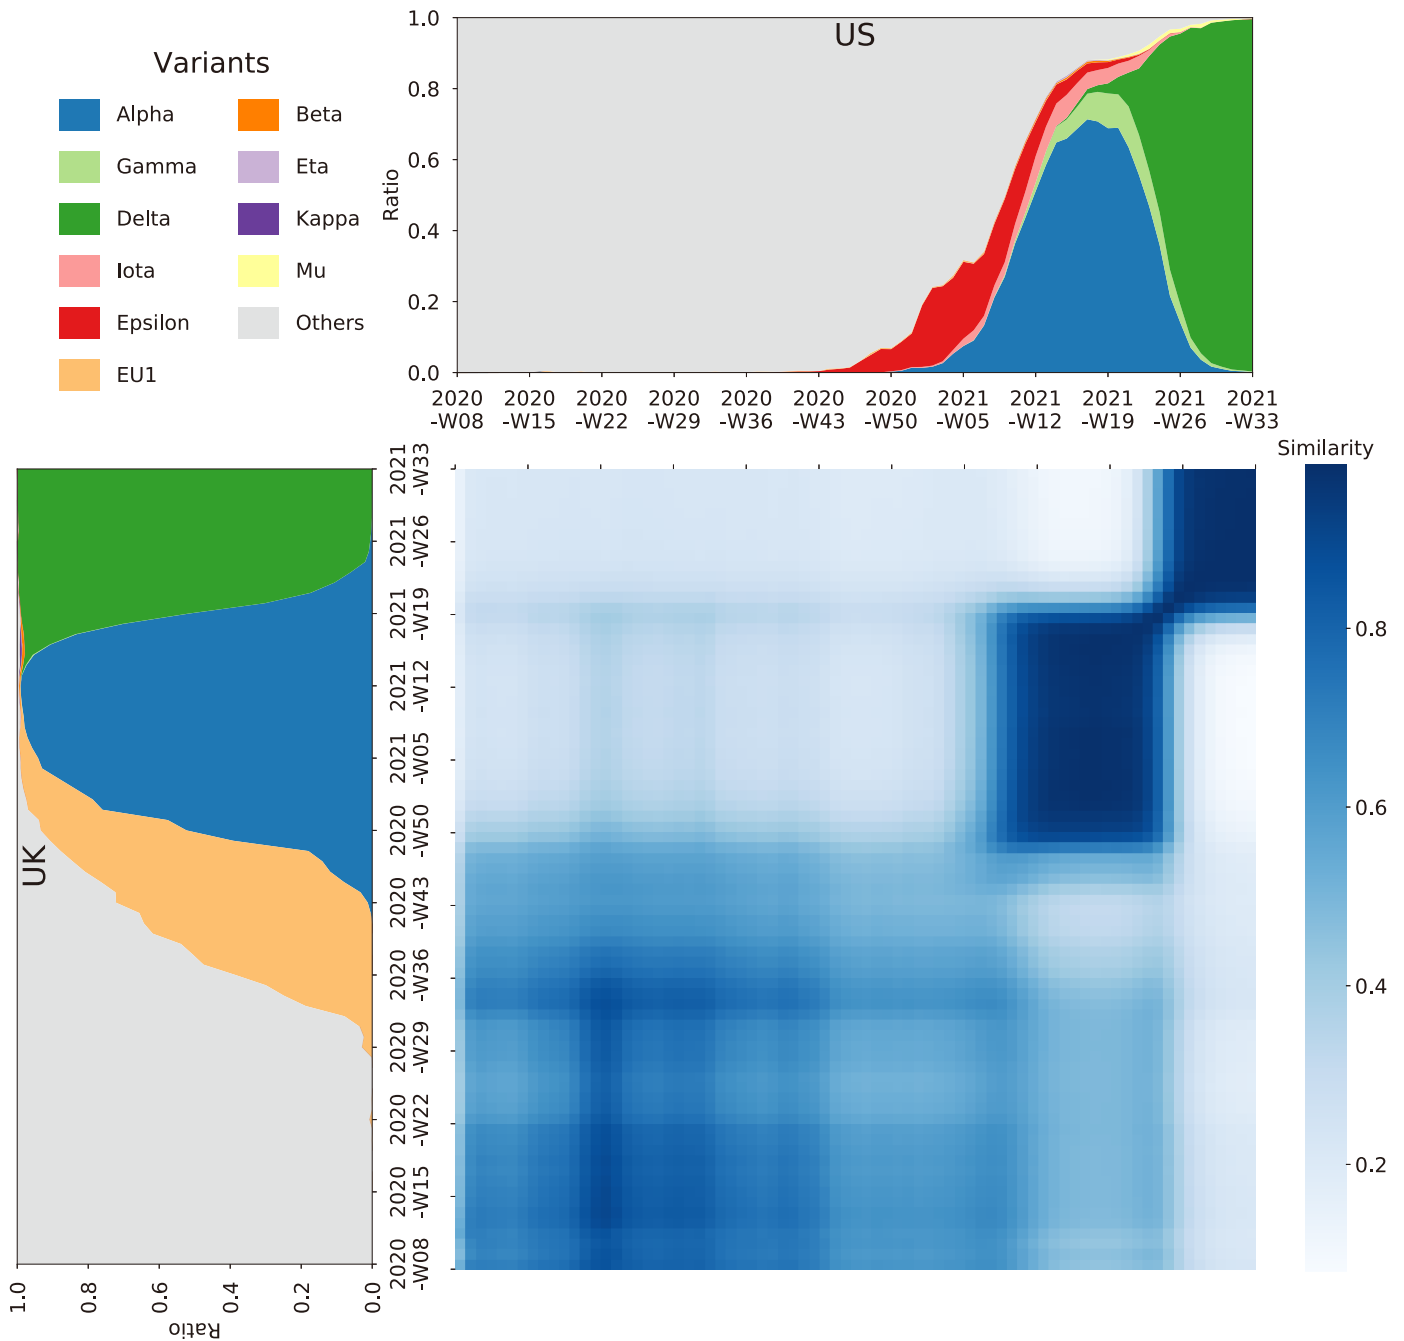 Variants
Alpha
Beta
Gamma
Eta
Delta
Kappa
Iota
Mu
Epsilon
Others
EU1
US
Ratio
1.0
0.8
0.6
0.4
0.2
0.0
2020 2020 2020 2020 2020 2020 2020 2021 2021 2021 2021 2021
-W08 -W15 -W22 -W29 -W36 -W43 -W50 -W05 -W12 -W19 -W26 -W33
UK
Ratio
1.0 0.8 0.6 0.4 0.2 0.0
2021 -W33
2021 -W26
2021 -W19
2021 -W12
2021 -W05
2020 -W50
2020 -W43
2020 -W36
2020 -W29
2020 -W22
2020 -W15
2020 -W08
Similarity
0.8
0.6
0.4
0.2